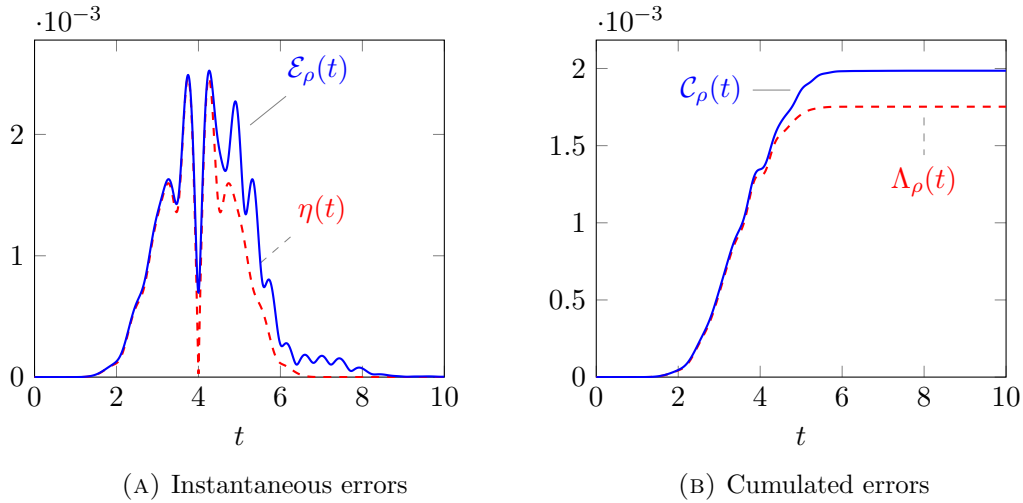 ·10⁻³
2
1
0
0 2 4 6 8 10
t
ℰρ(t)
η(t)
(A) Instantaneous errors
·10⁻³
2
1.5
1
0.5
0
0 2 4 6 8 10
t
𝒞ρ(t)
Λρ(t)
(B) Cumulated errors